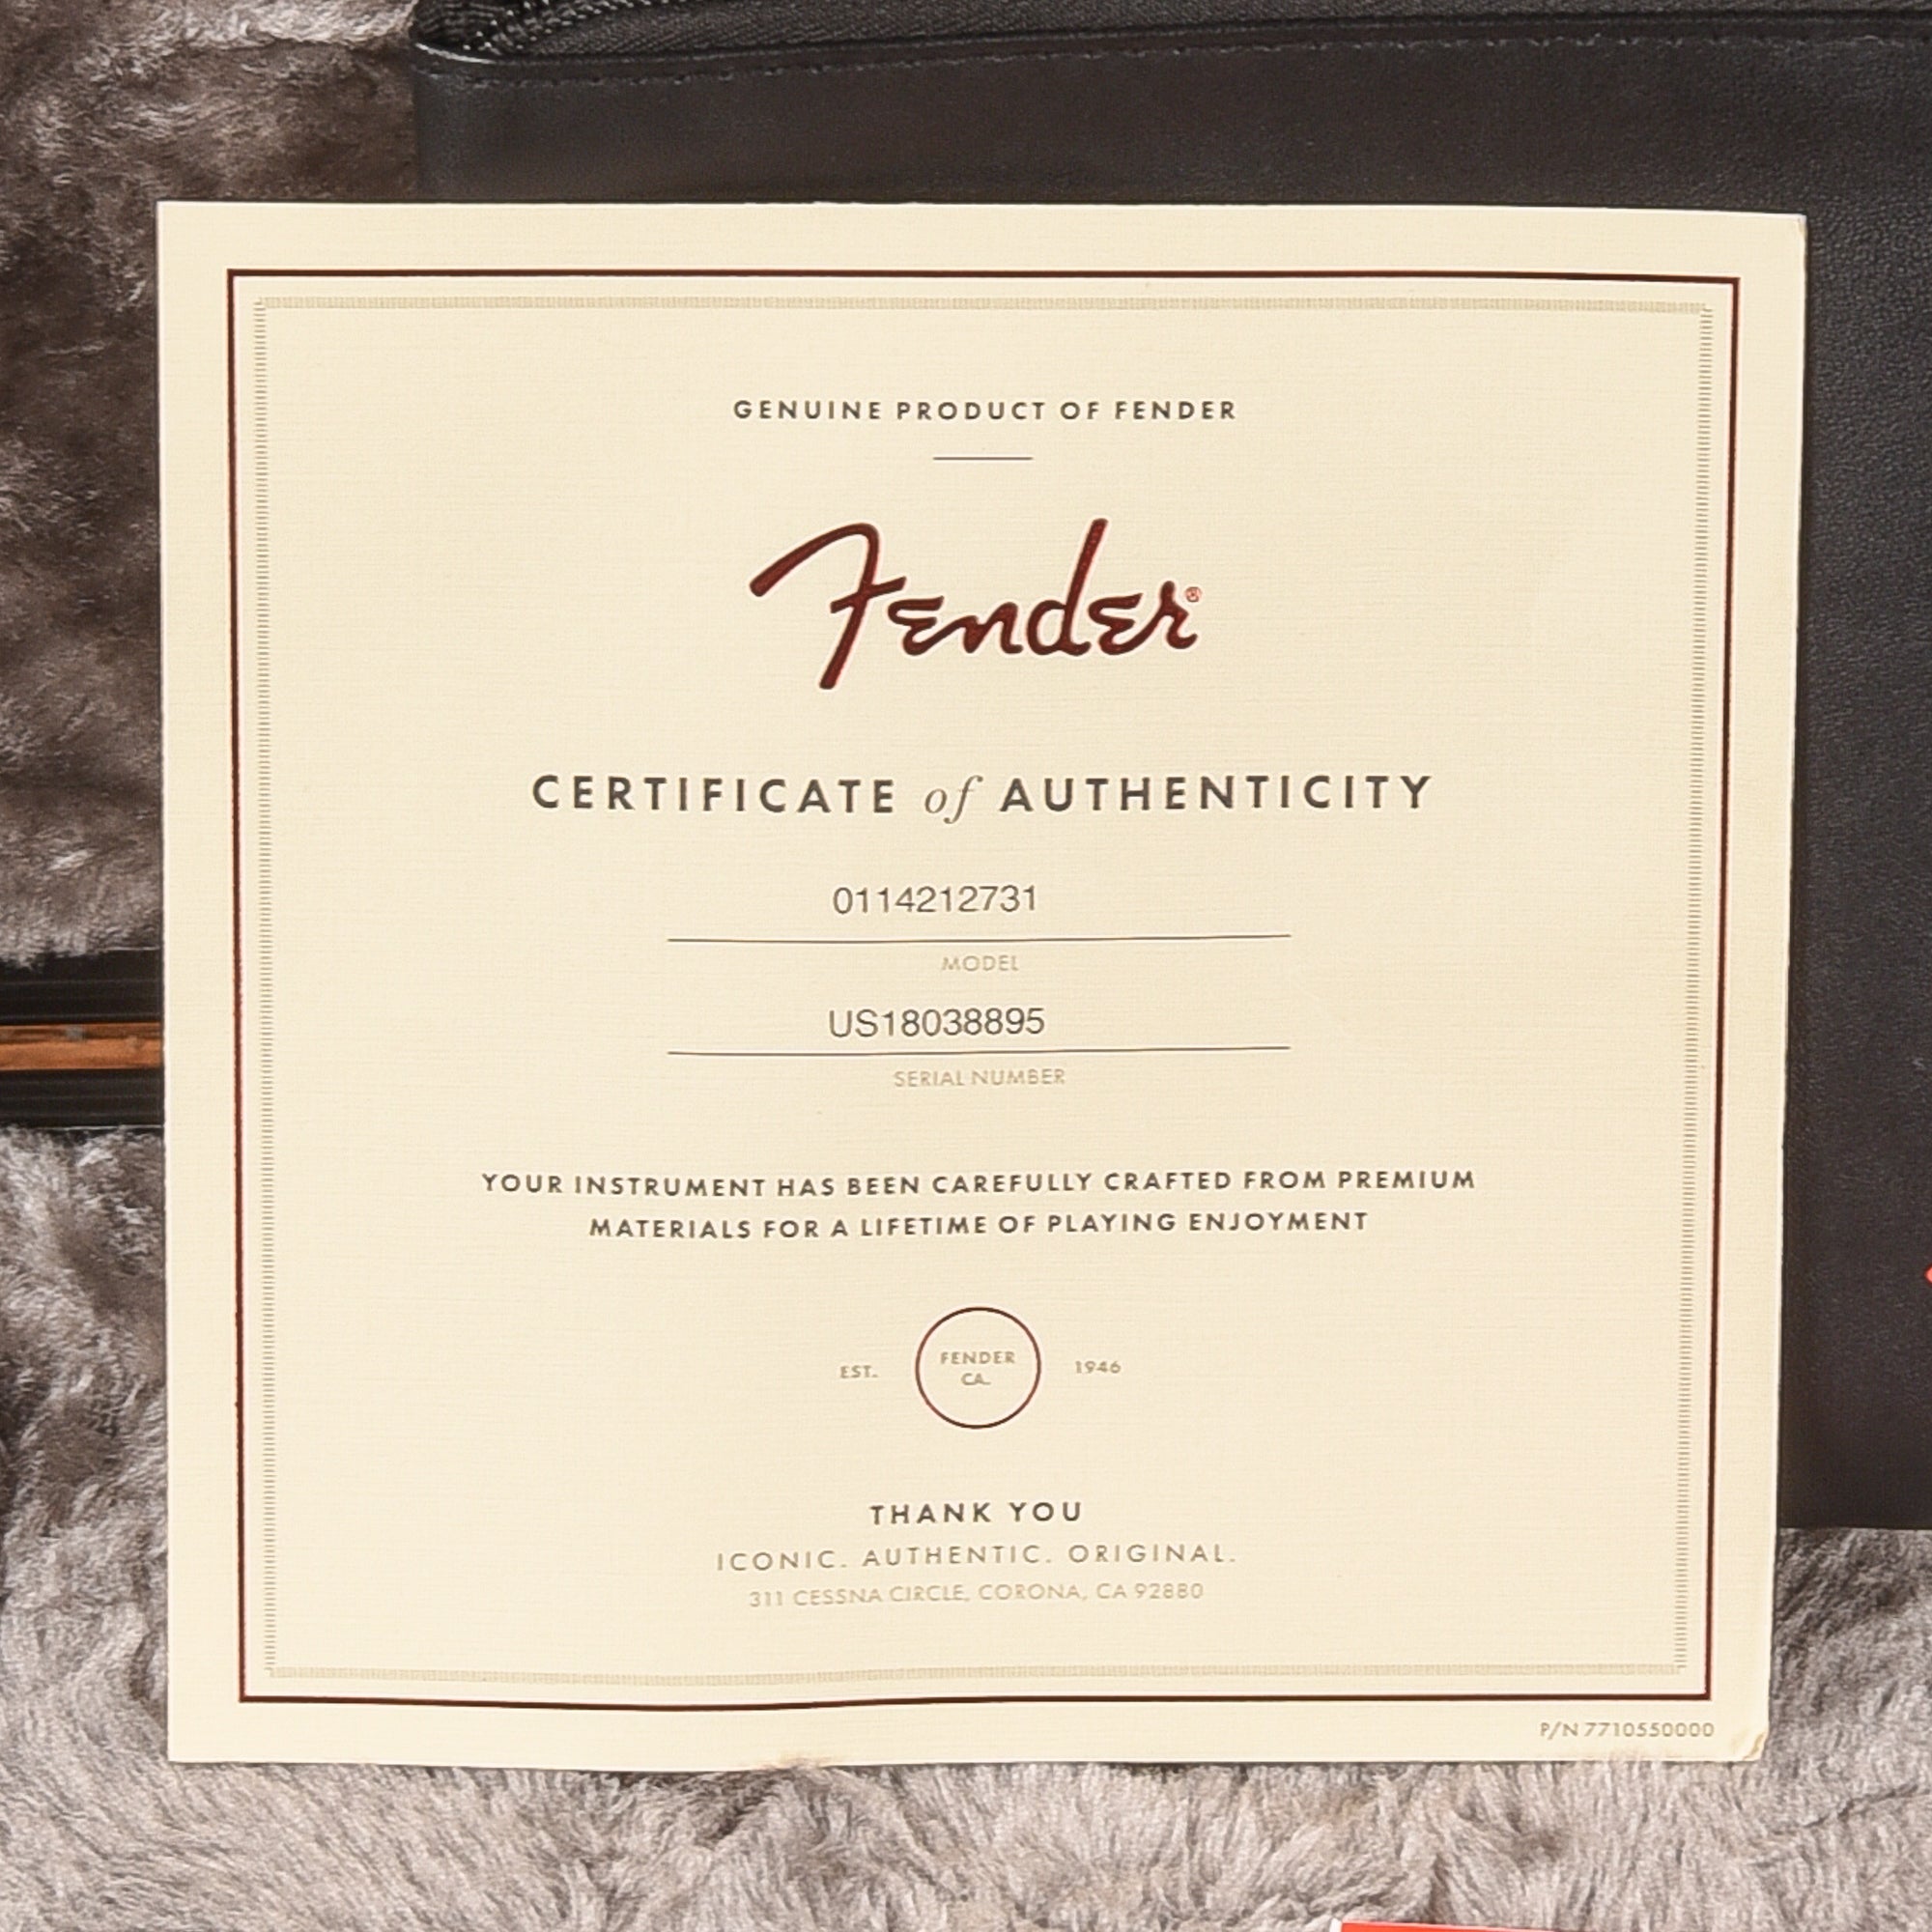 GENUINE PRODUCT OF FENDER
Fender®
CERTIFICATE of AUTHENTICITY
0114212731
MODEL
US18038895
SERIAL NUMBER
YOUR INSTRUMENT HAS BEEN CAREFULLY CRAFTED FROM PREMIUM
MATERIALS FOR A LIFETIME OF PLAYING ENJOYMENT
EST. FENDER CA. 1946
THANK YOU
ICONIC. AUTHENTIC. ORIGINAL.
311 CESSNA CIRCLE, CORONA, CA 92880
P/N 7710550000